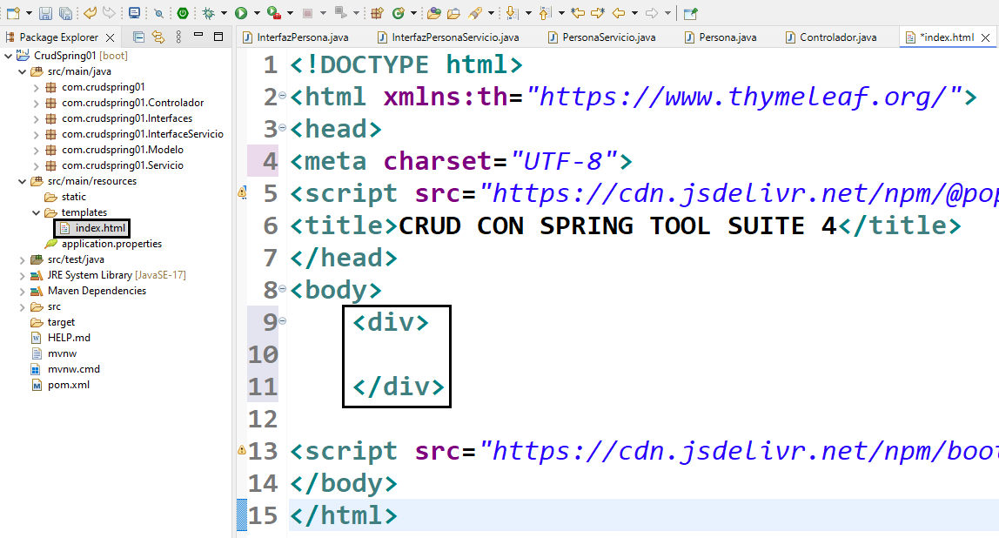 Package Explorer
InterfazPersona.java
InterfazPersonaServicio.java
PersonaServicio.java
Persona.java
Controlador.java
*index.html
CrudSpring01 [boot]
src/main/java
com.crudspring01
com.crudspring01.Controlador
com.crudspring01.Interfaces
com.crudspring01.InterfaceServicio
com.crudspring01.Modelo
com.crudspring01.Servicio
src/main/resources
static
templates
index.html
application.properties
src/test/java
JRE System Library [JavaSE-17]
Maven Dependencies
src
target
HELP.md
mvnw
mvnw.cmd
pom.xml
1 <!DOCTYPE html>
2 <html xmlns:th="https://www.thymeleaf.org/">
3 <head>
4 <meta charset="UTF-8">
5 <script src="https://cdn.jsdelivr.net/npm/@pop
6 <title>CRUD CON SPRING TOOL SUITE 4</title>
7 </head>
8 <body>
9 <div>
10
11 </div>
12
13 <script src="https://cdn.jsdelivr.net/npm/boot
14 </body>
15 </html>